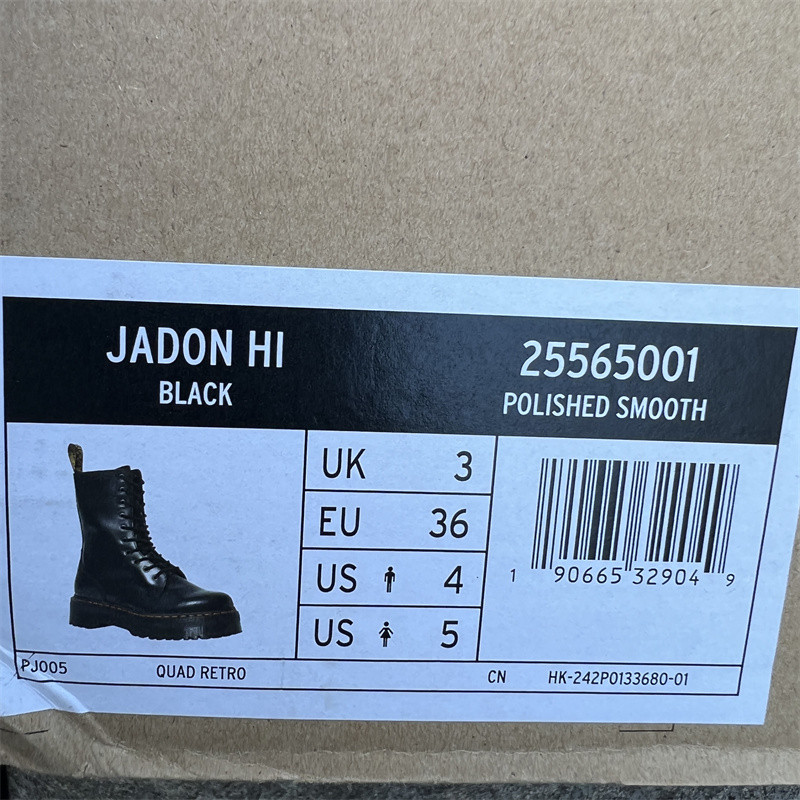 JADON HI
BLACK
25565001
POLISHED SMOOTH
UK 3
EU 36
US 4
US 5
1 90665 32904 9
PJ005 QUAD RETRO CN HK-242P0133680-01